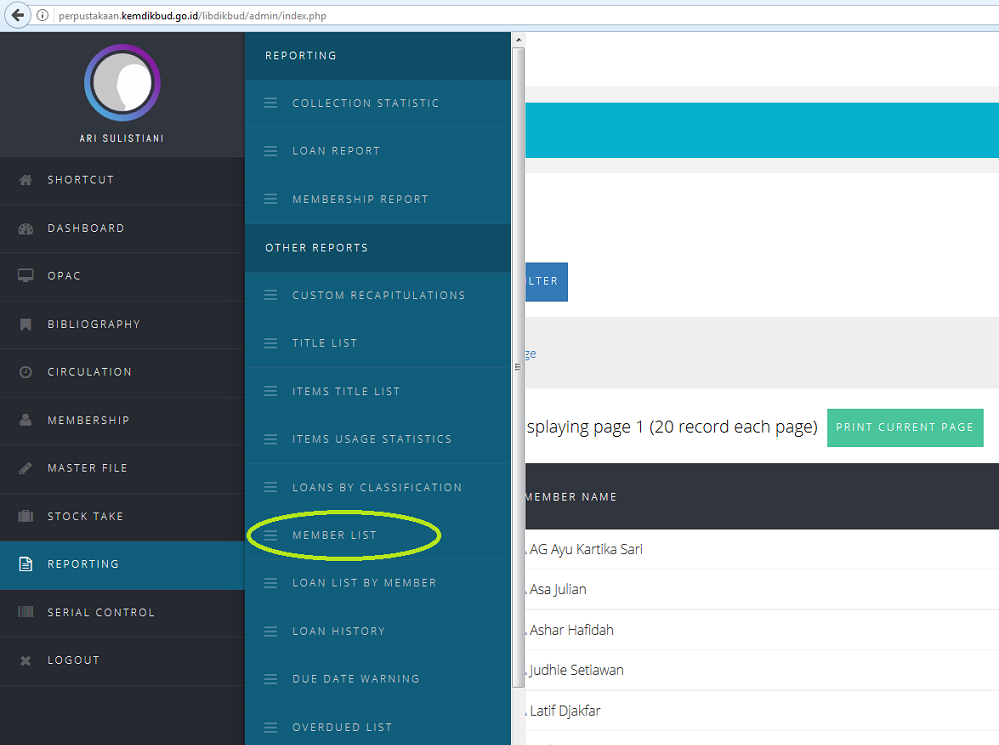 perpustakaan.kemdikbud.go.id/libdikbud/admin/index.php
ARI SULISTIANI
SHORTCUT
DASHBOARD
OPAC
BIBLIOGRAPHY
CIRCULATION
MEMBERSHIP
MASTER FILE
STOCK TAKE
REPORTING
SERIAL CONTROL
LOGOUT
REPORTING
COLLECTION STATISTIC
LOAN REPORT
MEMBERSHIP REPORT
OTHER REPORTS
CUSTOM RECAPITULATIONS
TITLE LIST
ITEMS TITLE LIST
ITEMS USAGE STATISTICS
LOANS BY CLASSIFICATION
MEMBER LIST
LOAN LIST BY MEMBER
LOAN HISTORY
DUE DATE WARNING
OVERDUED LIST
LTER
ge
splaying page 1 (20 record each page) PRINT CURRENT PAGE
MEMBER NAME
AG Ayu Kartika Sari
Asa Julian
Ashar Hafidah
Judhie Setiawan
Latif Djakfar